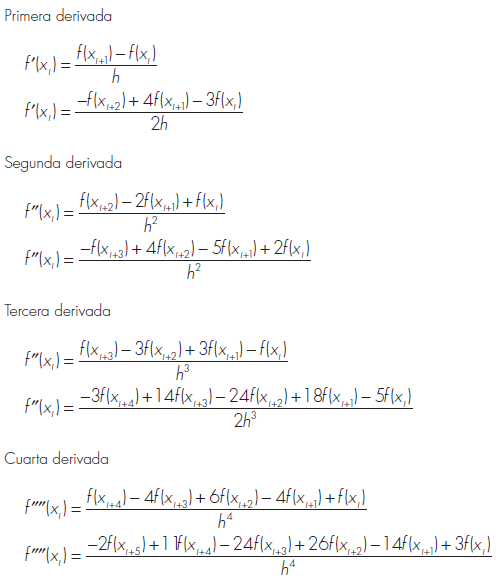 Primera derivada
f′(xᵢ) = f(xᵢ₊₁) – f(xᵢ) / h
f′(xᵢ) = –f(xᵢ₊₂) + 4f(xᵢ₊₁) – 3f(xᵢ) / 2h
Segunda derivada
f″(xᵢ) = f(xᵢ₊₂) – 2f(xᵢ₊₁) + f(xᵢ) / h²
f″(xᵢ) = –f(xᵢ₊₃) + 4f(xᵢ₊₂) – 5f(xᵢ₊₁) + 2f(xᵢ) / h²
Tercera derivada
f″(xᵢ) = f(xᵢ₊₃) – 3f(xᵢ₊₂) + 3f(xᵢ₊₁) – f(xᵢ) / h³
f″(xᵢ) = –3f(xᵢ₊₄) + 14f(xᵢ₊₃) – 24f(xᵢ₊₂) + 18f(xᵢ₊₁) – 5f(xᵢ) / 2h³
Cuarta derivada
f″″(xᵢ) = f(xᵢ₊₄) – 4f(xᵢ₊₃) + 6f(xᵢ₊₂) – 4f(xᵢ₊₁) + f(xᵢ) / h⁴
f″″(xᵢ) = –2f(xᵢ₊₅) + 11f(xᵢ₊₄) – 24f(xᵢ₊₃) + 26f(xᵢ₊₂) – 14f(xᵢ₊₁) + 3f(xᵢ) / h⁴